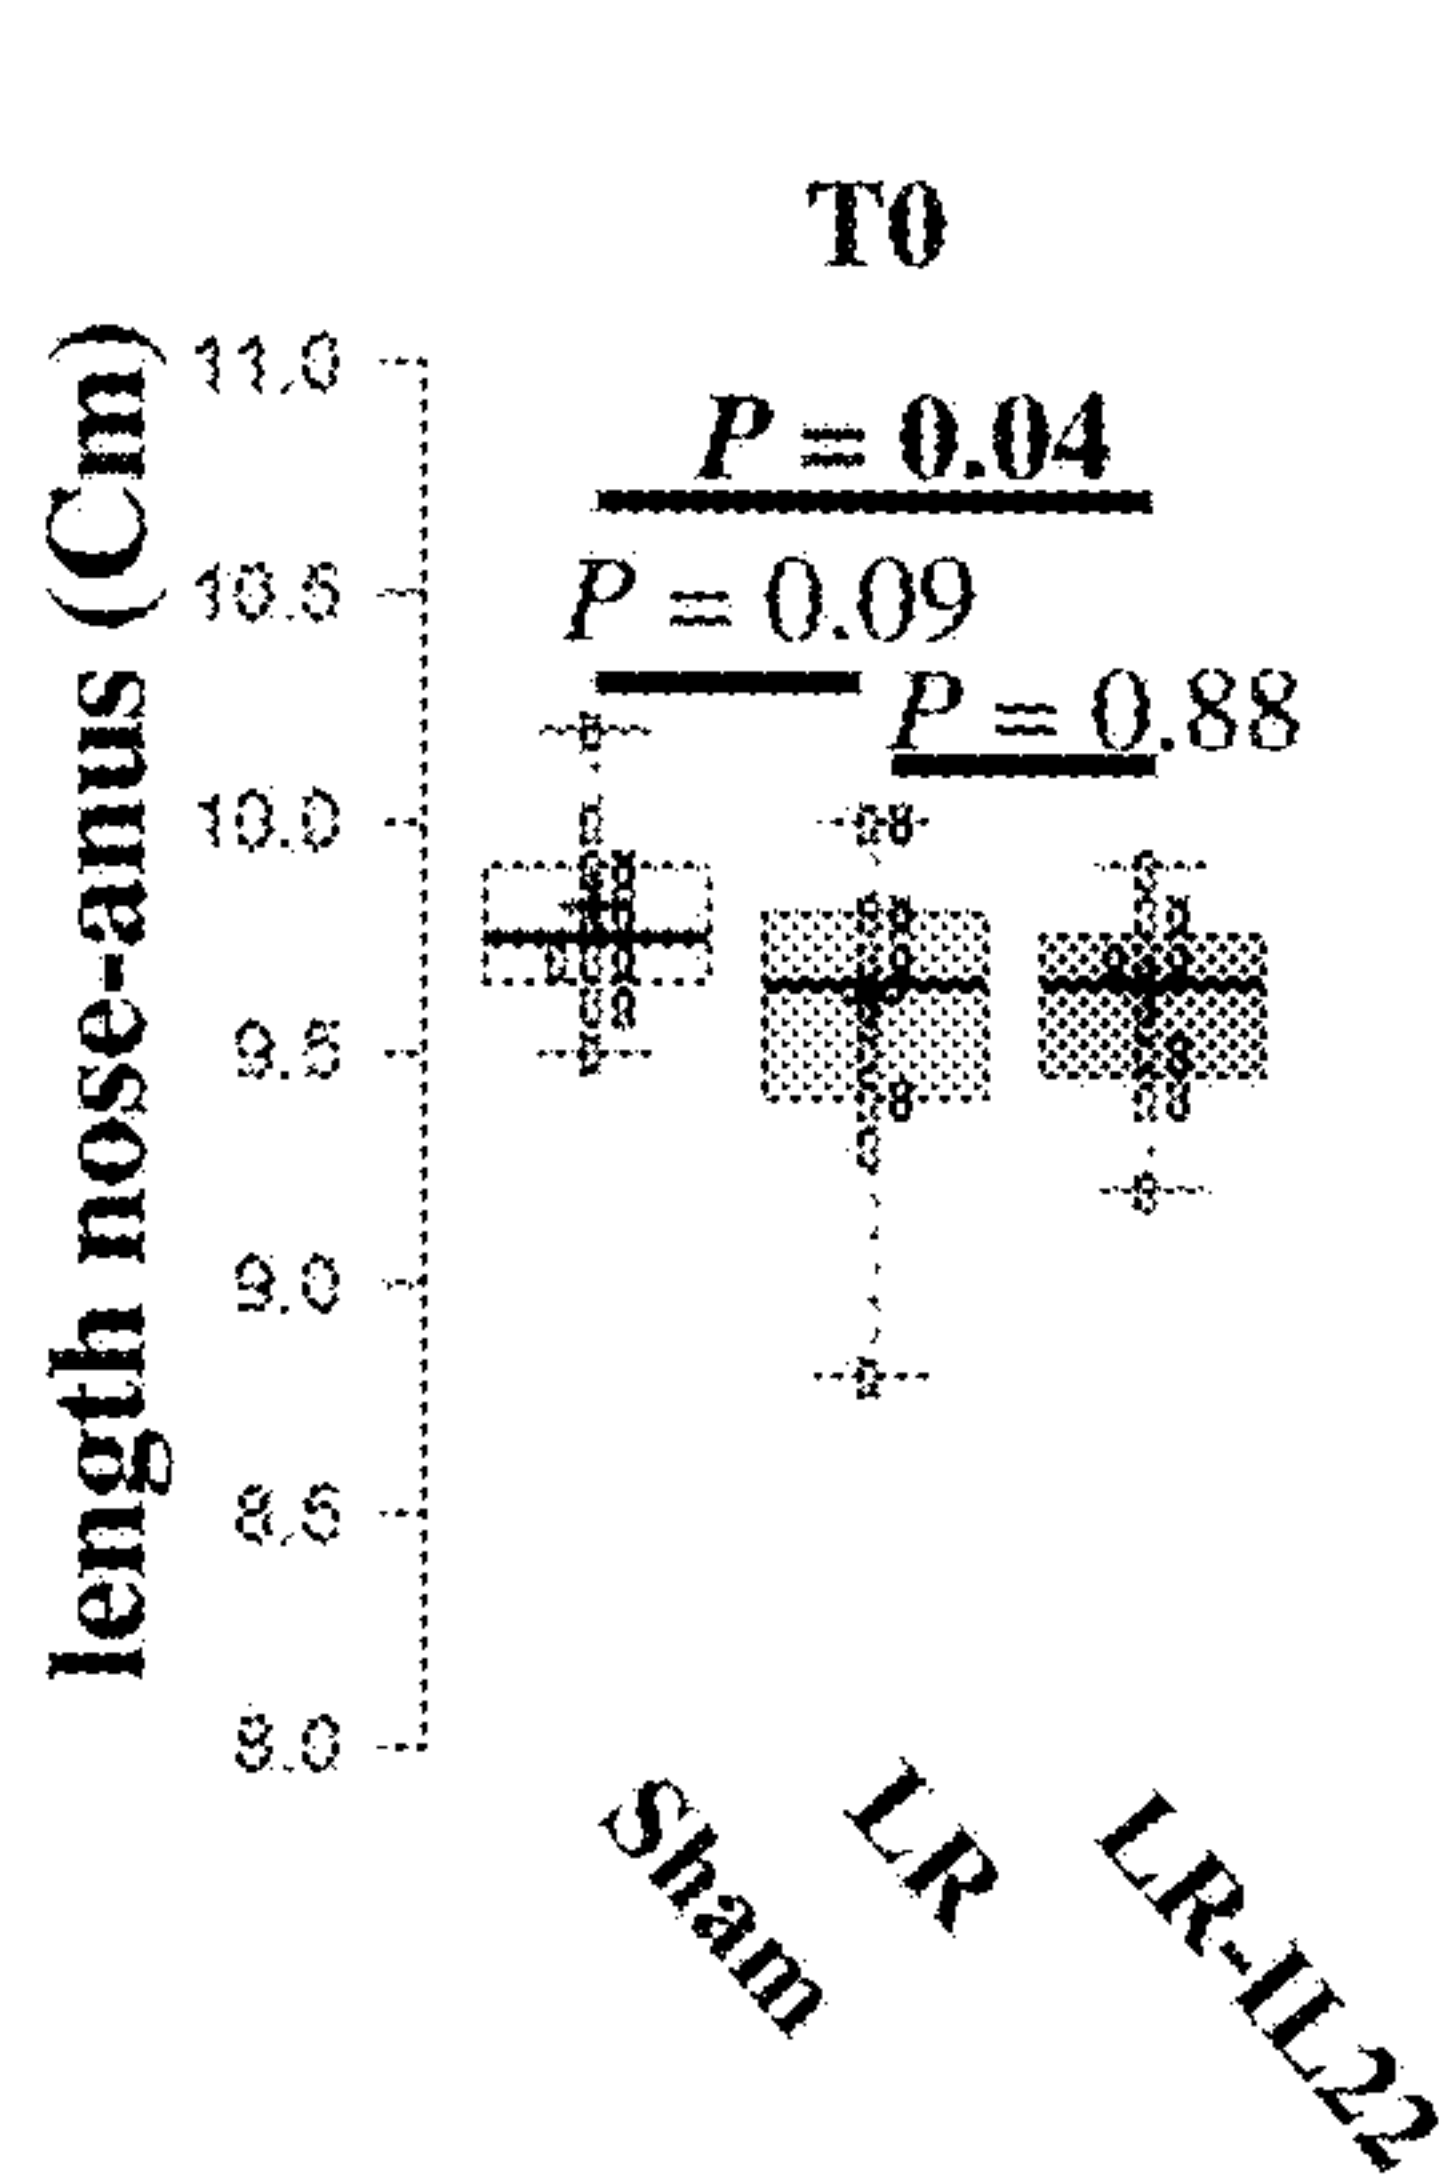 T0
length nose-anus (Cm)
11.0
10.5
10.0
9.5
9.0
8.5
8.0
P = 0.04
P = 0.09
P = 0.88
Sham
LR
LR-IL22